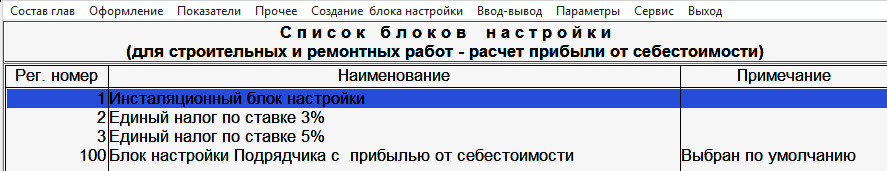 Состав глав Оформление Показатели Прочее Создание блока настройки Ввод-вывод Параметры Сервис Выход
Список блоков настройки
(для строительных и ремонтных работ - расчет прибыли от себестоимости)
Рег. номер Наименование Примечание
1 Инсталяционный блок настройки
2 Единый налог по ставке 3%
3 Единый налог по ставке 5%
100 Блок настройки Подрядчика с прибылью от себестоимости Выбран по умолчанию